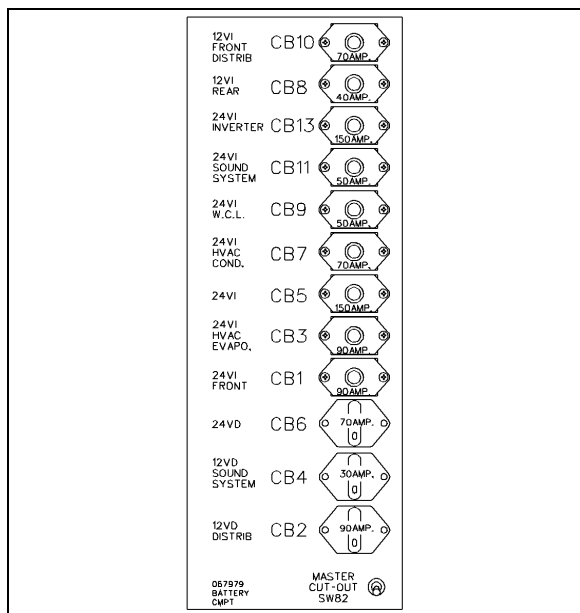 12VI
FRONT
DISTRIB
CB10
70AMP.
12VI
REAR
CB8
40AMP.
24VI
INVERTER
CB13
150AMP.
24VI
SOUND
SYSTEM
CB11
50AMP.
24VI
W.C.L.
CB9
50AMP.
24VI
HVAC
COND.
CB7
70AMP.
24VI
CB5
150AMP.
24VI
HVAC
EVAPO.
CB3
90AMP.
24VI
FRONT
CB1
90AMP.
24VD
CB6
70AMP.
12VD
SOUND
SYSTEM
CB4
30AMP.
12VD
DISTRIB
CB2
90AMP.
067979
BATTERY
CMPT
MASTER
CUT-OUT
SW82